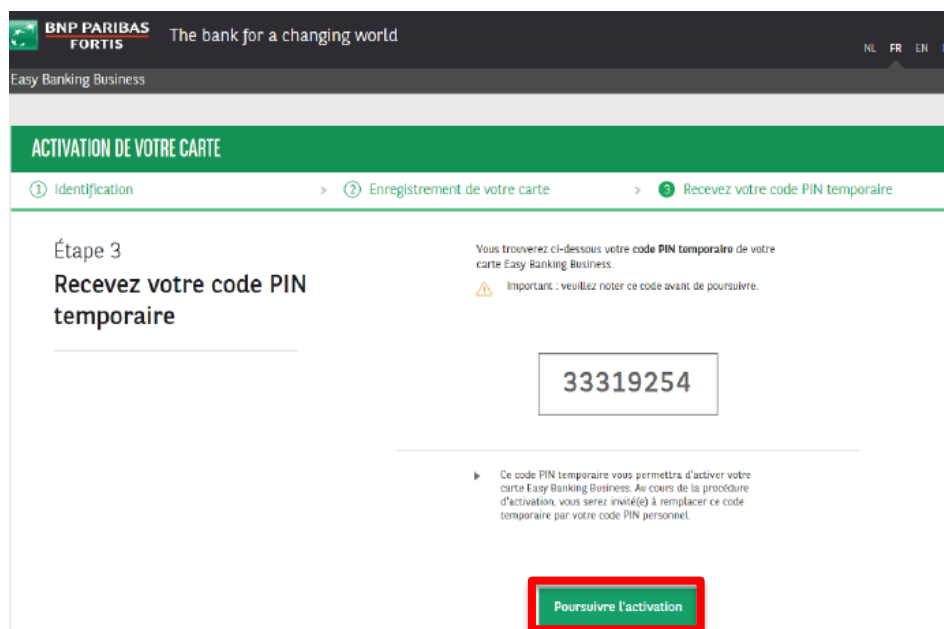 BNP PARIBAS
FORTIS
The bank for a changing world
NL FR EN
Easy Banking Business
ACTIVATION DE VOTRE CARTE
1 Identification > 2 Enregistrement de votre carte > 3 Recevez votre code PIN temporaire
Étape 3
Recevez votre code PIN
temporaire
Vous trouverez ci-dessous votre code PIN temporaire de votre
carte Easy Banking Business.
Important : veuillez noter ce code avant de poursuivre.
33319254
Ce code PIN temporaire vous permettra d'activer votre
carte Easy Banking Business. Au cours de la procédure
d'activation, vous serez invité(e) à remplacer ce code
temporaire par votre code PIN personnel.
Poursuivre l'activation